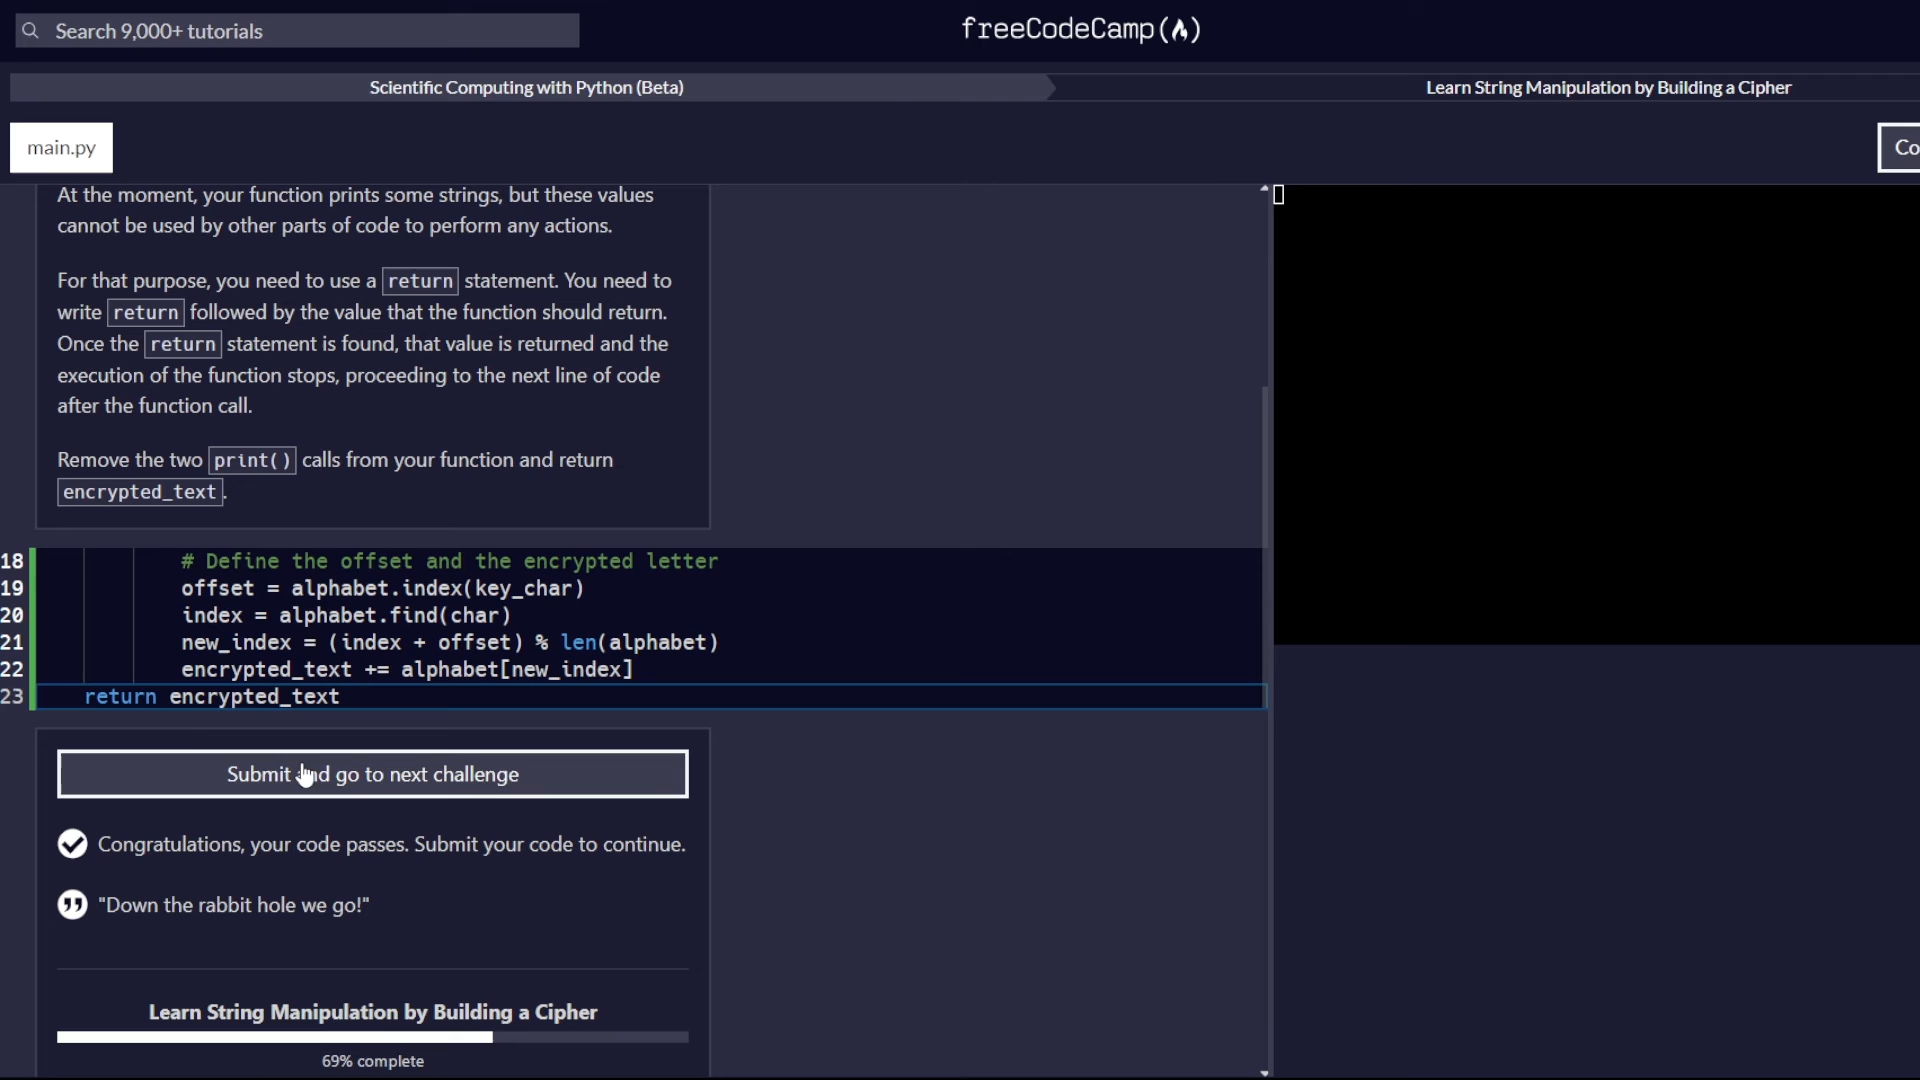 Search 9,000+ tutorials
freeCodeCamp(🔥)
Scientific Computing with Python (Beta)
Learn String Manipulation by Building a Cipher
main.py
Co
At the moment, your function prints some strings, but these values
cannot be used by other parts of code to perform any actions.
For that purpose, you need to use a return statement. You need to
write return followed by the value that the function should return.
Once the return statement is found, that value is returned and the
execution of the function stops, proceeding to the next line of code
after the function call.
Remove the two print() calls from your function and return
encrypted_text.
18 # Define the offset and the encrypted letter
19 offset = alphabet.index(key_char)
20 index = alphabet.find(char)
21 new_index = (index + offset) % len(alphabet)
22 encrypted_text += alphabet[new_index]
23 return encrypted_text
Submit and go to next challenge
Congratulations, your code passes. Submit your code to continue.
"Down the rabbit hole we go!"
Learn String Manipulation by Building a Cipher
69% complete